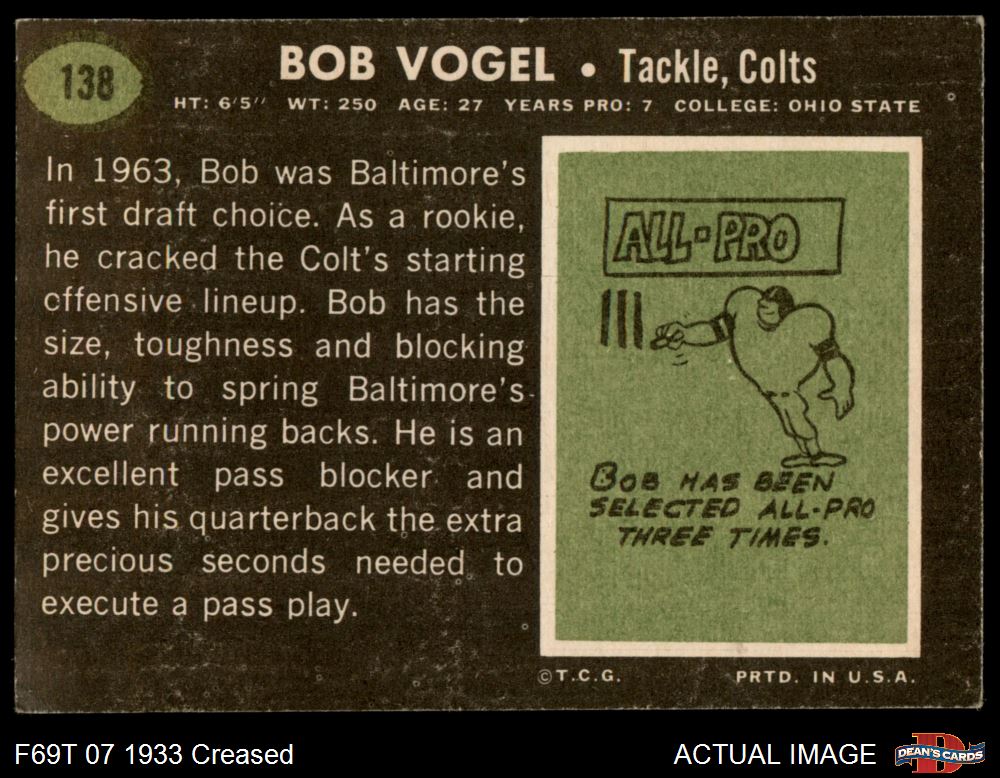 138
BOB VOGEL • Tackle, Colts
HT: 6'5" WT: 250 AGE: 27 YEARS PRO: 7 COLLEGE: OHIO STATE
In 1963, Bob was Baltimore's
first draft choice. As a rookie,
he cracked the Colt's starting
offensive lineup. Bob has the
size, toughness and blocking
ability to spring Baltimore's
power running backs. He is an
excellent pass blocker and
gives his quarterback the extra
precious seconds needed to
execute a pass play.
ALL-PRO
BOB HAS BEEN
SELECTED ALL-PRO
THREE TIMES.
©T.C.G. PRTD. IN U.S.A.
F69T 07 1933 Creased
ACTUAL IMAGE
DEAN'S CARDS